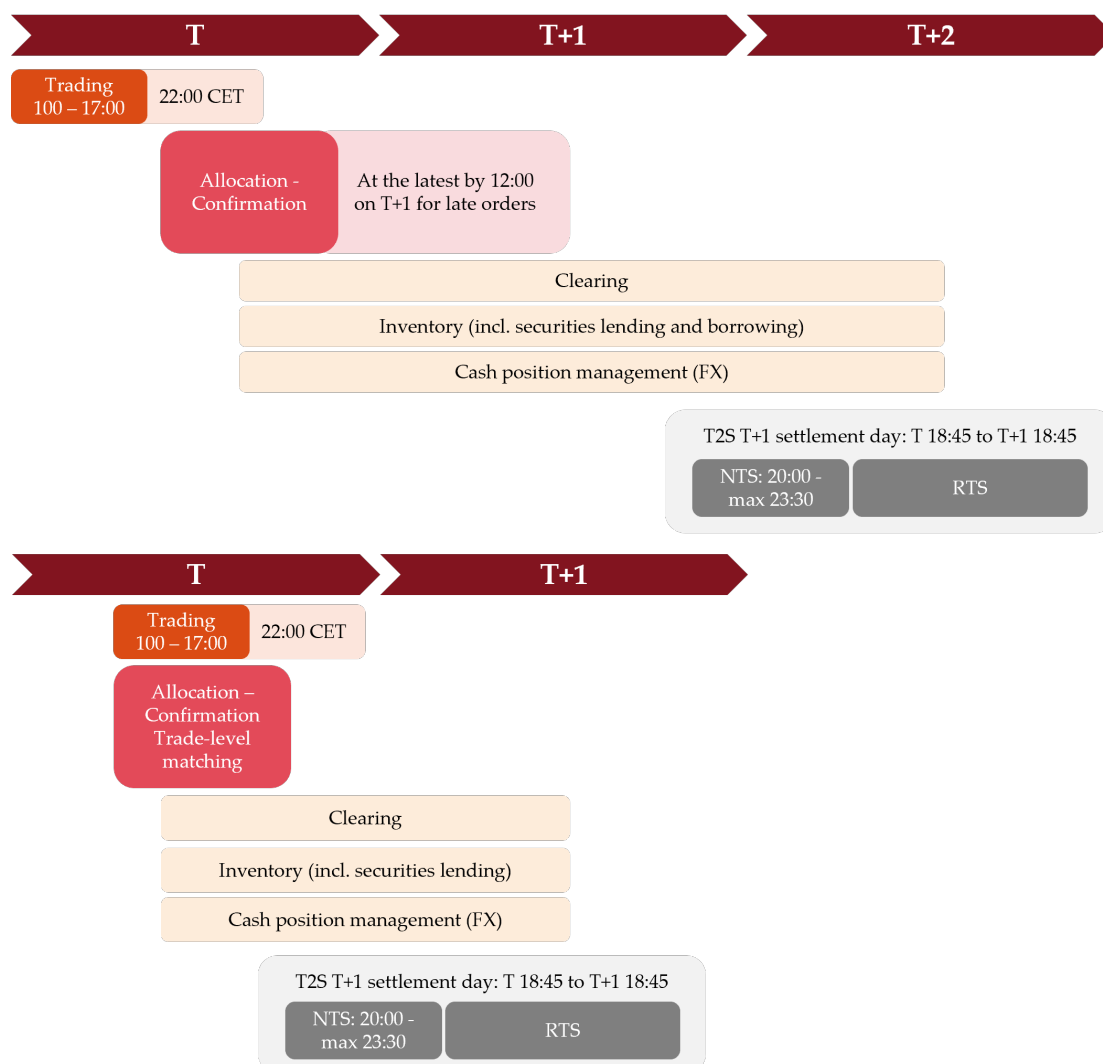 T
T+1
T+2
Trading
100 – 17:00
22:00 CET
Allocation -
Confirmation
At the latest by 12:00
on T+1 for late orders
Clearing
Inventory (incl. securities lending and borrowing)
Cash position management (FX)
T2S T+1 settlement day: T 18:45 to T+1 18:45
NTS: 20:00 -
max 23:30
RTS
T
T+1
Trading
100 – 17:00
22:00 CET
Allocation –
Confirmation
Trade-level
matching
Clearing
Inventory (incl. securities lending)
Cash position management (FX)
T2S T+1 settlement day: T 18:45 to T+1 18:45
NTS: 20:00 -
max 23:30
RTS